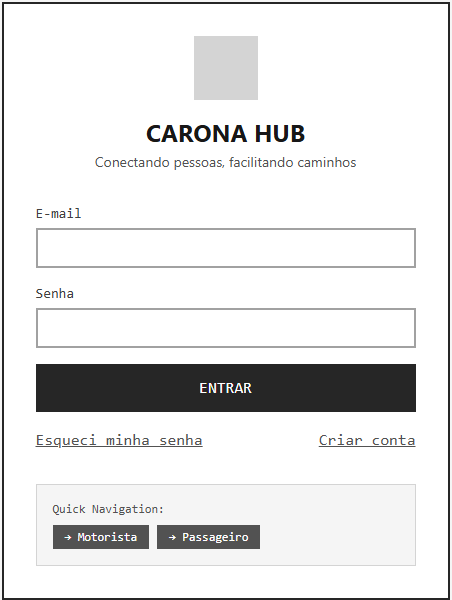 CARONA HUB
Conectando pessoas, facilitando caminhos
E-mail
Senha
ENTRAR
Esqueci minha senha Criar conta
Quick Navigation:
→ Motorista → Passageiro